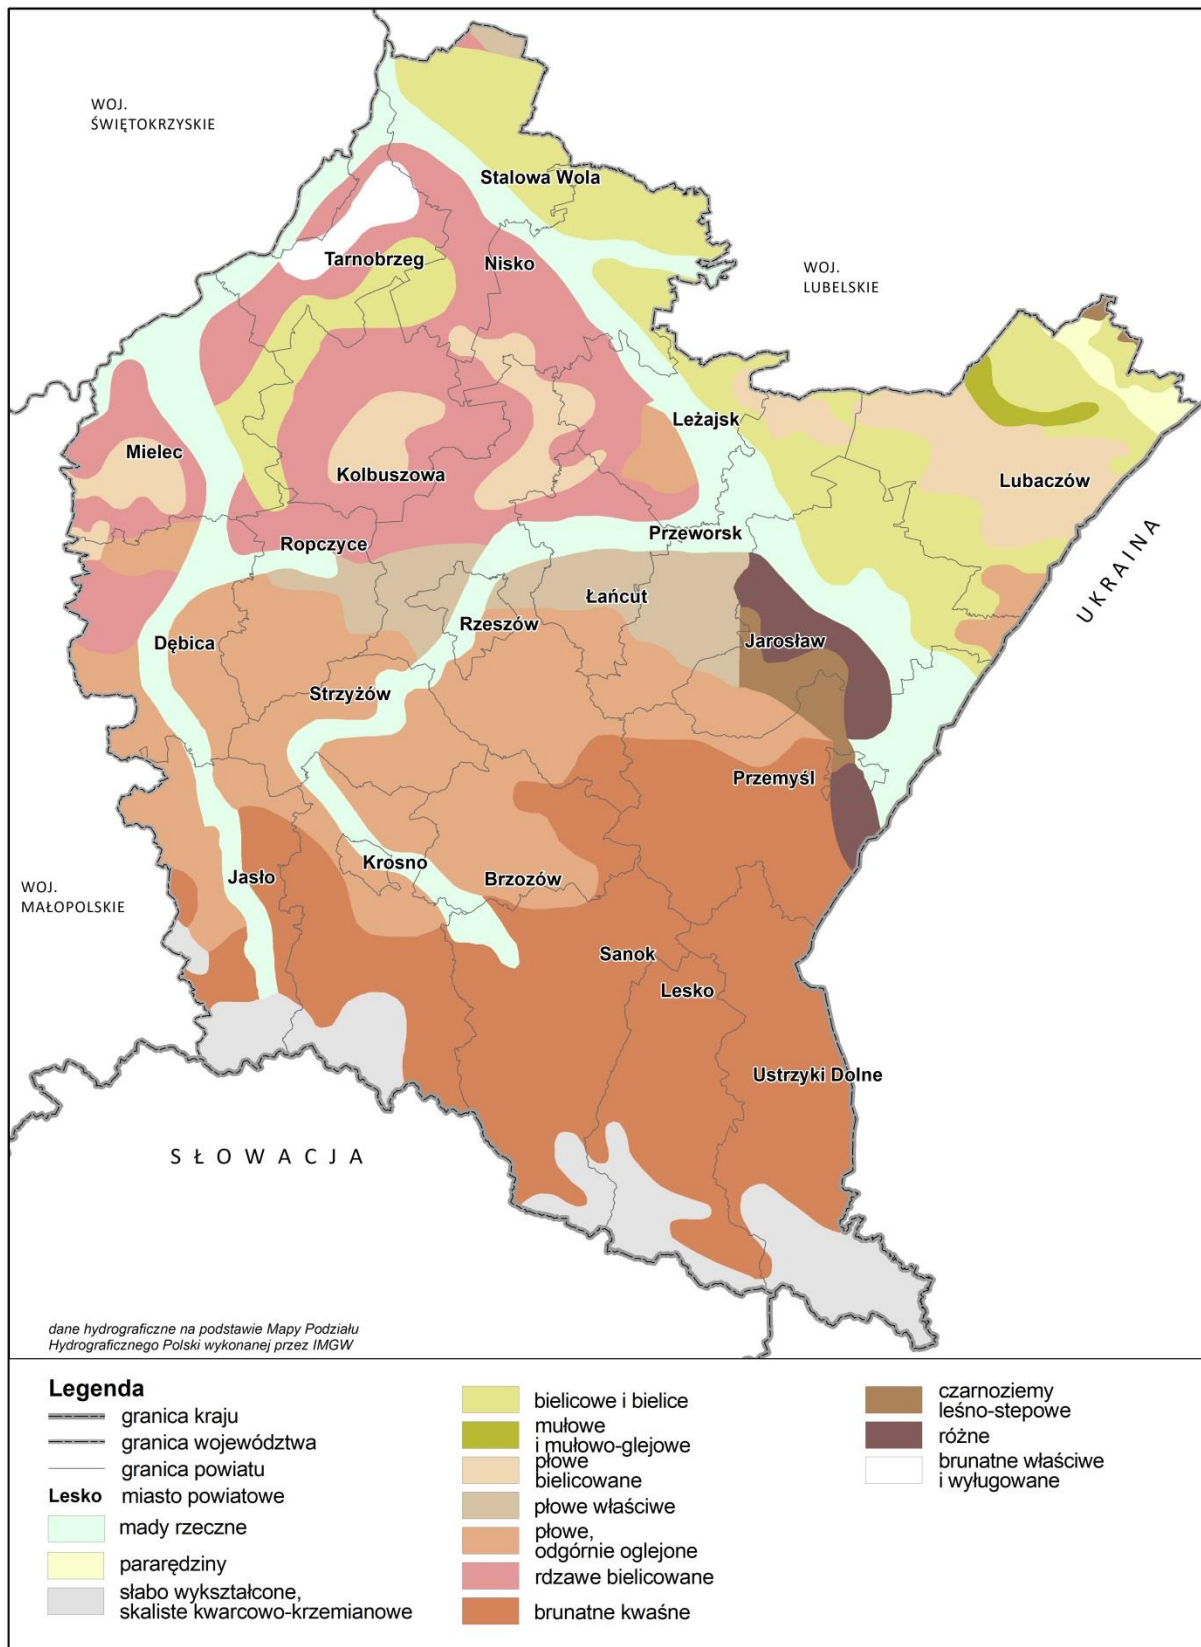 WOJ.
ŚWIĘTOKRZYSKIE
Stalowa Wola
Tarnobrzeg
Nisko
WOJ.
LUBELSKIE
Leżajsk
Mielec
Kolbuszowa
Lubaczów
Ropczyce
Przeworsk
UKRAINA
Łańcut
Rzeszów
Dębica
Jarosław
Strzyżów
Przemyśl
Krosno
Jasło
Brzozów
WOJ.
MAŁOPOLSKIE
Sanok
Lesko
Ustrzyki Dolne
SŁOWACJA
dane hydrograficzne na podstawie Mapy Podziału
Hydrograficznego Polski wykonanej przez IMGW
Legenda
granica kraju
granica województwa
granica powiatu
Lesko miasto powiatowe
mady rzeczne
pararędziny
słabo wykształcone,
skaliste kwarcowo-krzemianowe
bielicowe i bielice
mułowe
i mułowo-glejowe
płowe
bielicowane
płowe właściwe
płowe,
odgórnie oglejone
rdzawe bielicowane
brunatne kwaśne
czarnoziemy
leśno-stepowe
różne
brunatne właściwe
i wyługowane